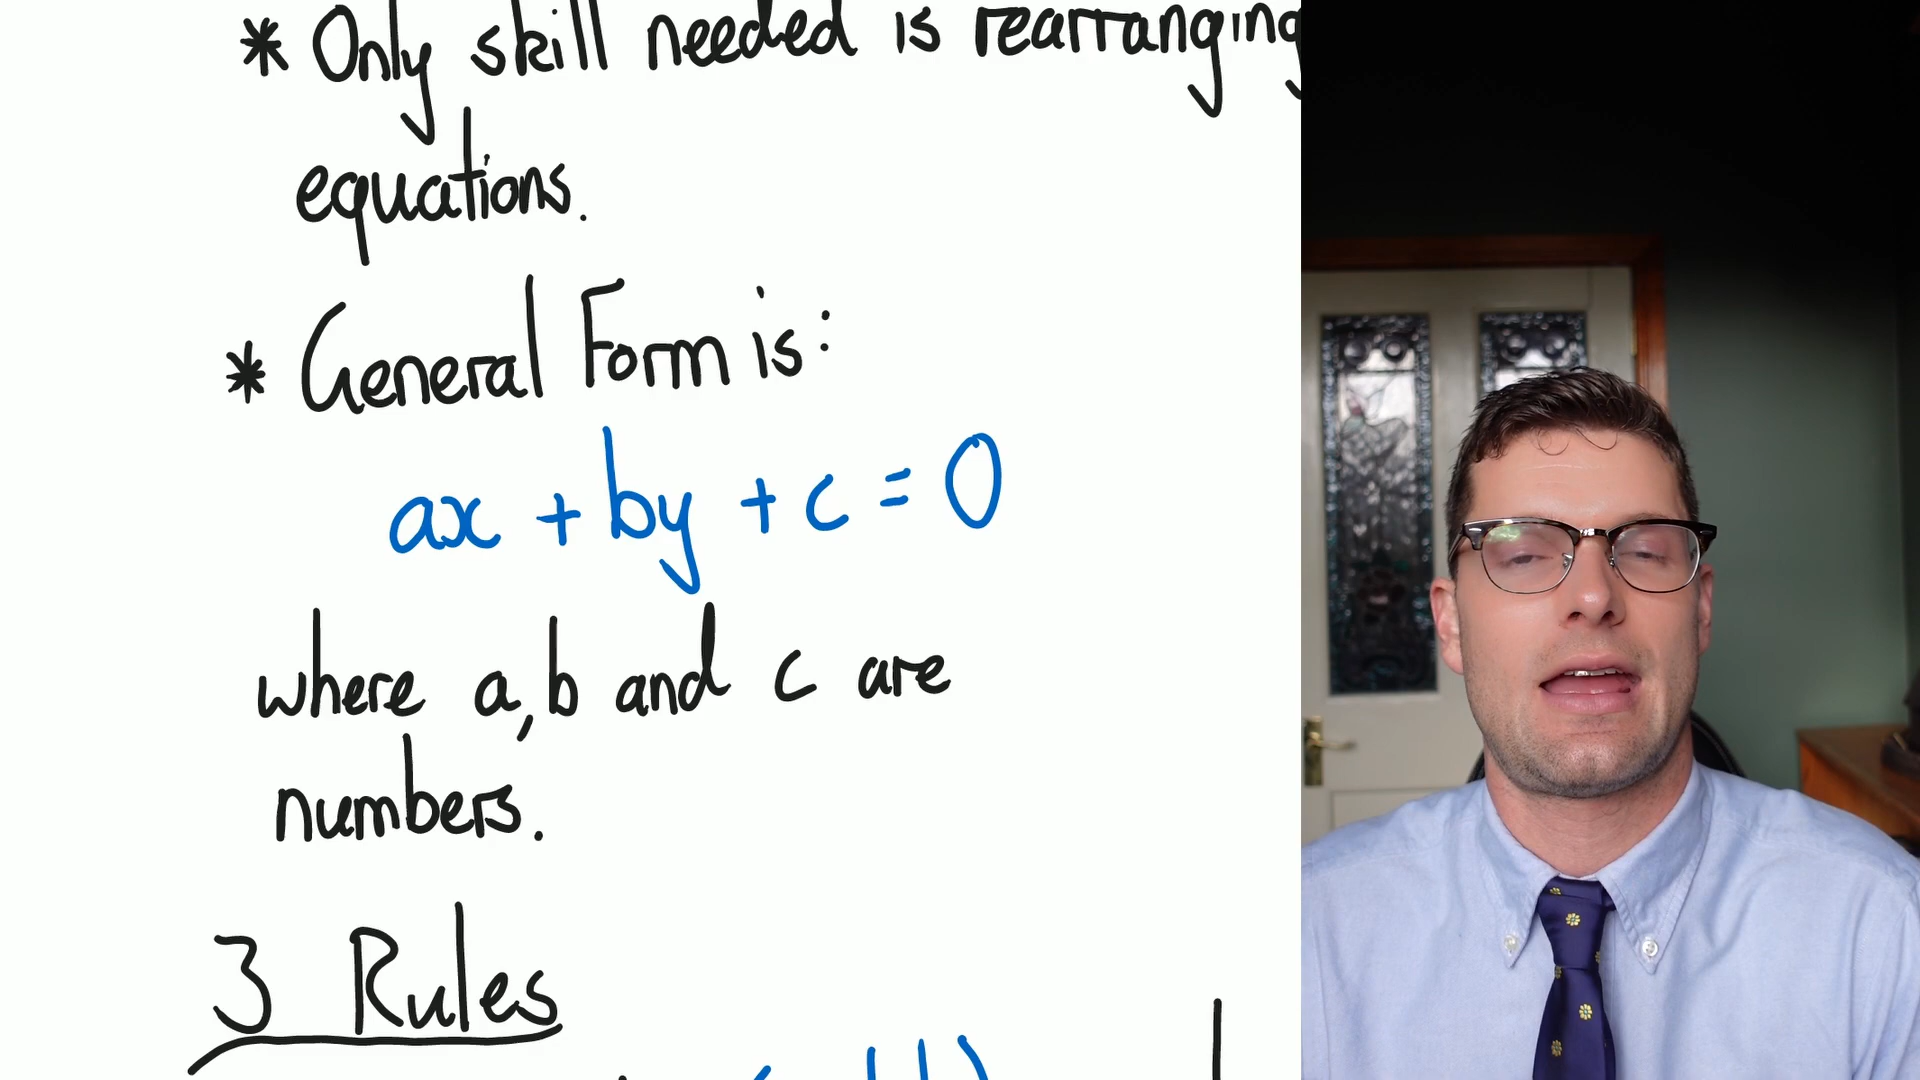 * Only skill needed is rearranging
equations.
* General Form is:
ax + by + c = 0
where a, b and c are
numbers.
3 Rules